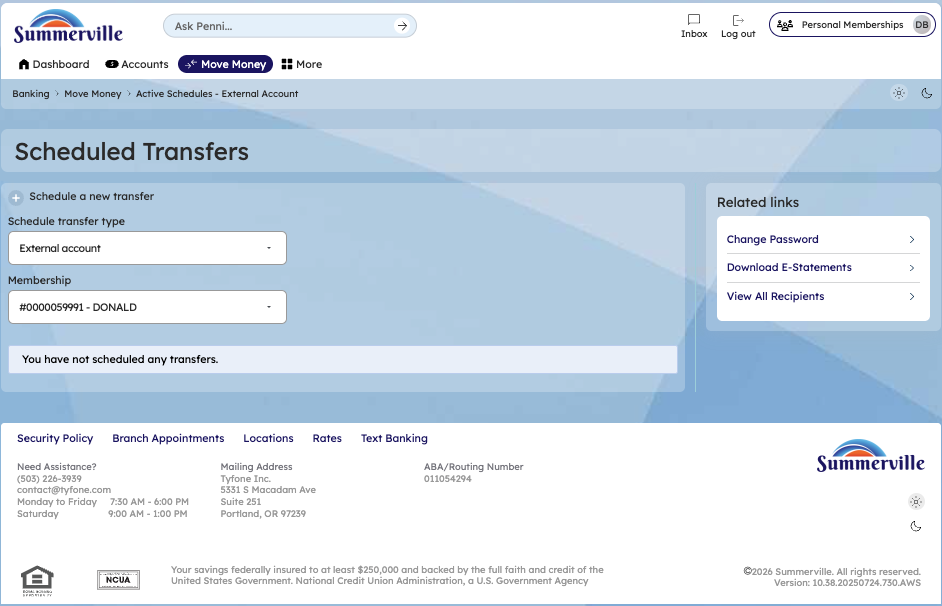 Summerville
Ask Penni...
Inbox
Log out
Personal Memberships DB
Dashboard Accounts Move Money More
Banking > Move Money > Active Schedules - External Account
Scheduled Transfers
Schedule a new transfer
Schedule transfer type
External account
Membership
#0000059991 - DONALD
You have not scheduled any transfers.
Related links
Change Password
Download E-Statements
View All Recipients
Security Policy Branch Appointments Locations Rates Text Banking
Need Assistance?
(503) 226-3939
contact@tyfone.com
Monday to Friday 7:30 AM - 6:00 PM
Saturday 9:00 AM - 1:00 PM
Mailing Address
Tyfone Inc.
5331 S Macadam Ave
Suite 251
Portland, OR 97239
ABA/Routing Number
011054294
Summerville
NCUA
Your savings federally insured to at least $250,000 and backed by the full faith and credit of the
United States Government. National Credit Union Administration, a U.S. Government Agency
©2026 Summerville. All rights reserved.
Version: 10.38.20250724.730.AWS